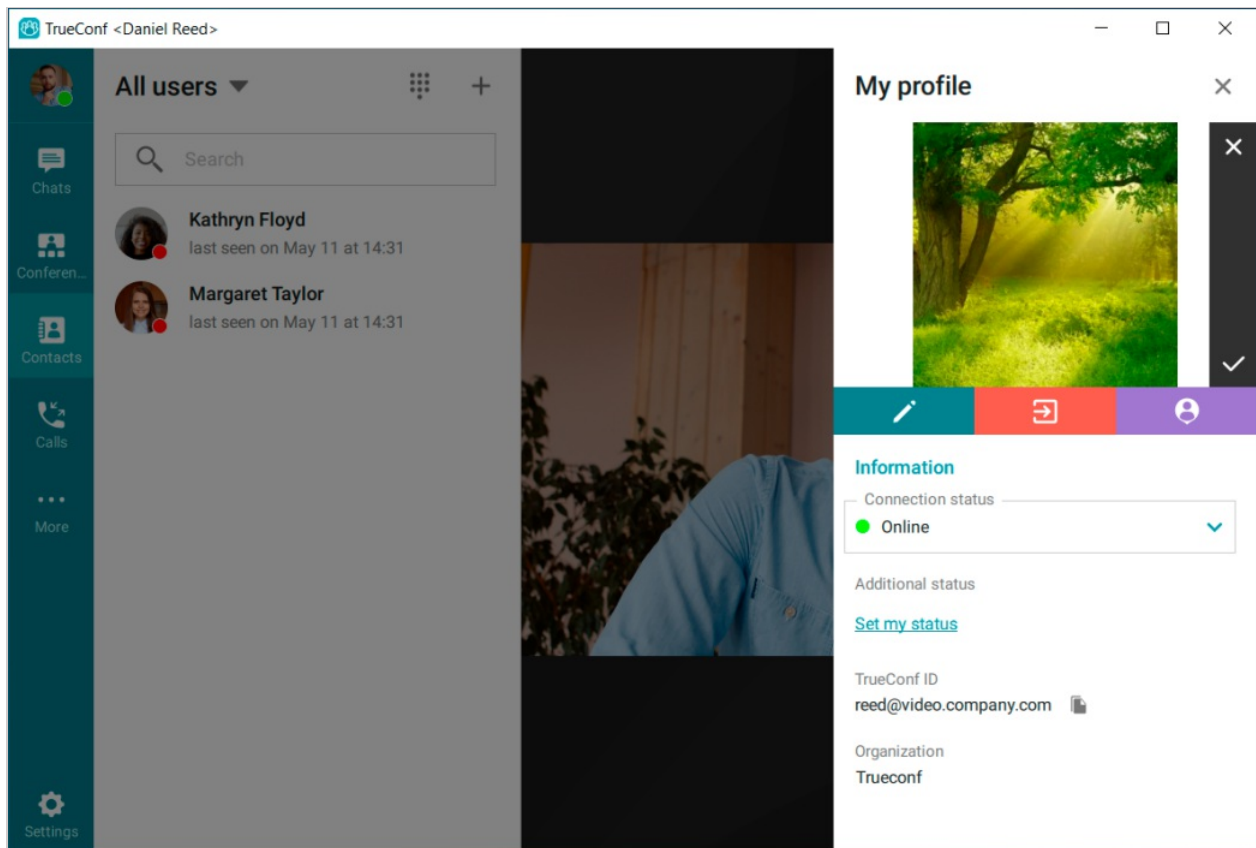 TrueConf <Daniel Reed>
All users
Search
Kathryn Floyd
last seen on May 11 at 14:31
Margaret Taylor
last seen on May 11 at 14:31
Chats
Conferen...
Contacts
Calls
More
Settings
My profile
Information
Connection status
Online
Additional status
Set my status
TrueConf ID
reed@video.company.com
Organization
Trueconf